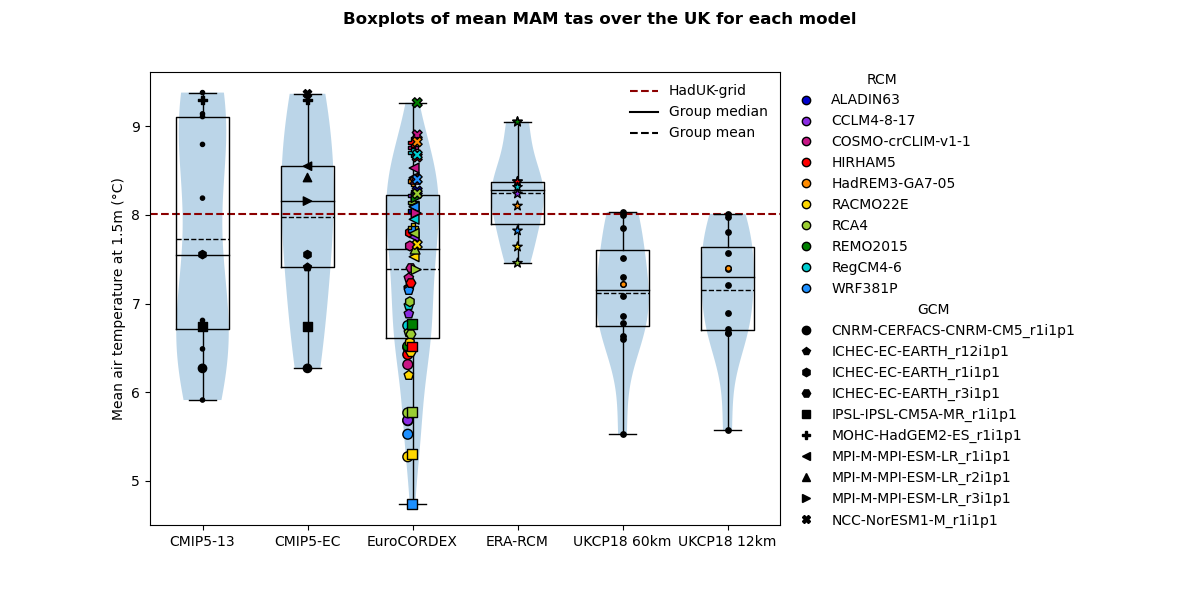 Boxplots of mean MAM tas over the UK for each model
Mean air temperature at 1.5m (°C)
9
8
7
6
5
CMIP5-13
CMIP5-EC
EuroCORDEX
ERA-RCM
UKCP18 60km
UKCP18 12km
HadUK-grid
Group median
Group mean
RCM
ALADIN63
CCLM4-8-17
COSMO-crCLIM-v1-1
HIRHAM5
HadREM3-GA7-05
RACMO22E
RCA4
REMO2015
RegCM4-6
WRF381P
GCM
CNRM-CERFACS-CNRM-CM5_r1i1p1
ICHEC-EC-EARTH_r12i1p1
ICHEC-EC-EARTH_r1i1p1
ICHEC-EC-EARTH_r3i1p1
IPSL-IPSL-CM5A-MR_r1i1p1
MOHC-HadGEM2-ES_r1i1p1
MPI-M-MPI-ESM-LR_r1i1p1
MPI-M-MPI-ESM-LR_r2i1p1
MPI-M-MPI-ESM-LR_r3i1p1
NCC-NorESM1-M_r1i1p1